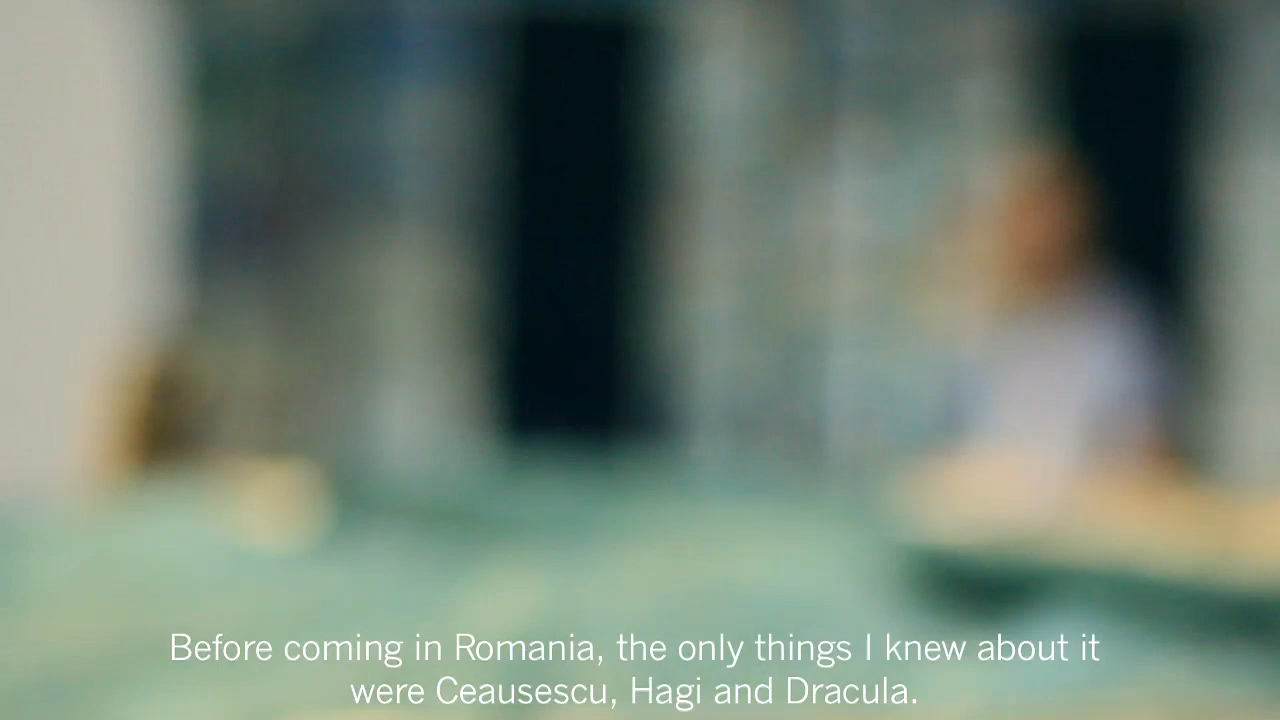 Before coming in Romania, the only things I knew about it
were Ceausescu, Hagi and Dracula.